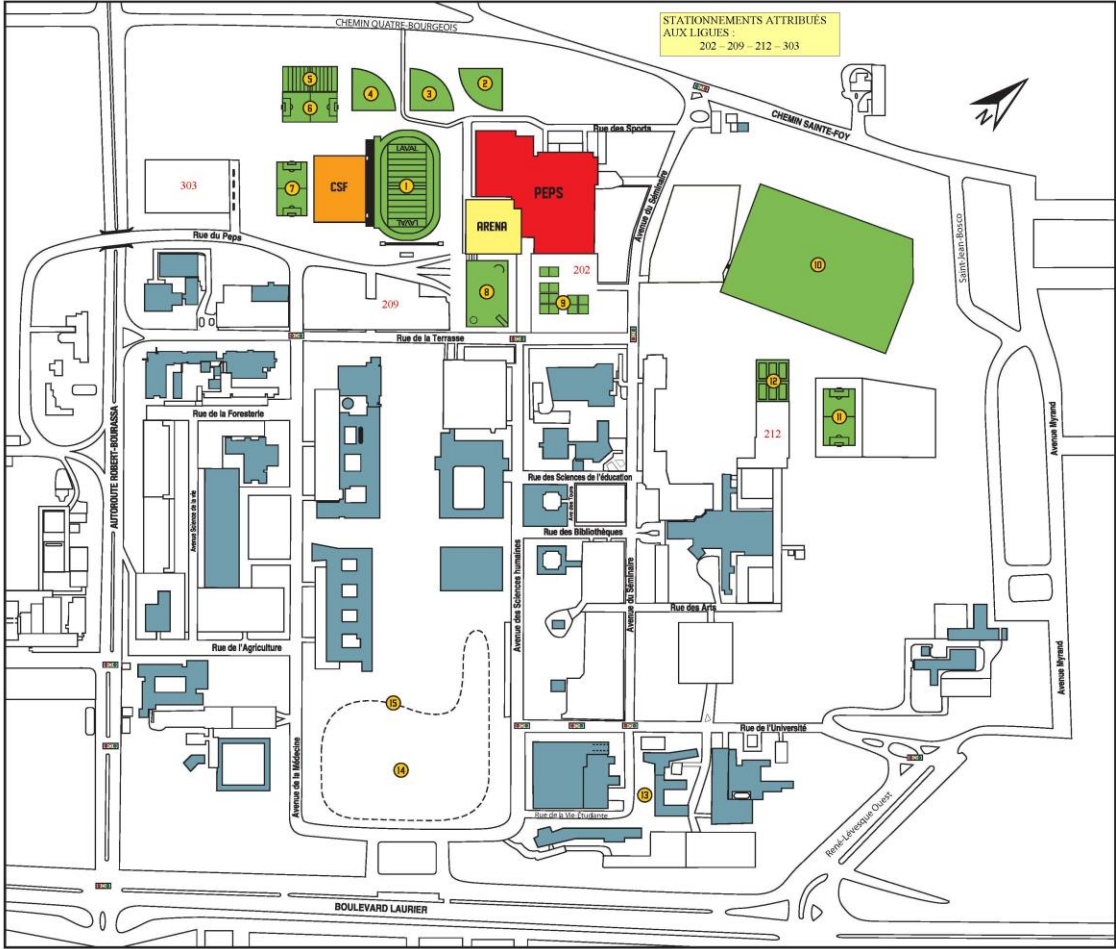 STATIONNEMENTS ATTRIBUÉS
AUX LIGUES :
202 – 209 – 212 – 303
CHEMIN QUATRE-BOURGEOIS
CHEMIN SAINTE-FOY
N
Rue des Sports
5
6
4
3
2
LAVAL
1
LAVAL
CSF
7
303
PEPS
ARENA
Avenue du Séminaire
10
Saint-Jean-Bosco
Rue du Peps
202
8
9
209
Rue de la Terrasse
12
11
212
Rue de la Foresterie
AUTOROUTE ROBERT-BOURASSA
Avenue Myrand
Rue des Sciences de l'éducation
Ave des Tours
Avenue Science de la vie
Rue des Bibliothèques
Avenue des Sciences humaines
Avenue du Séminaire
Rue des Arts
Rue de l'Agriculture
Avenue Myrand
15
14
Avenue de la Médecine
Rue de l'Université
13
Rue de la Vie Étudiante
René-Lévesque Ouest
BOULEVARD LAURIER